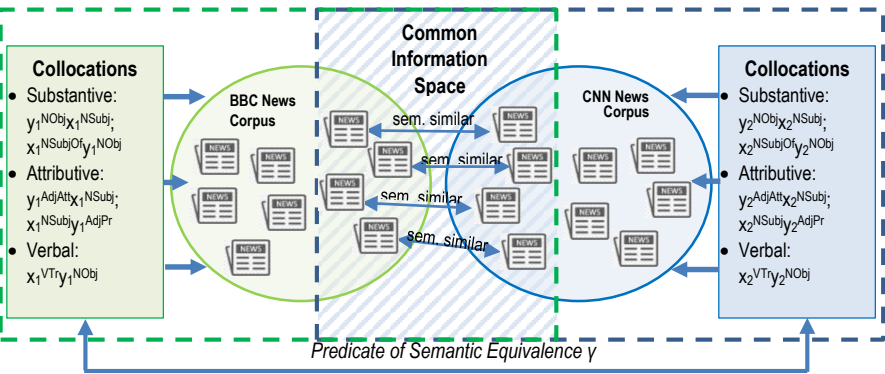 Collocations
• Substantive:
y₁ᴺᴼᵇʲx₁ᴺˢᵘᵇʲ;
x₁ᴺˢᵘᵇʲᴼᶠy₁ᴺᴼᵇʲ
• Attributive:
y₁ᴬᵈʲᴬᵗᵗx₁ᴺˢᵘᵇʲ;
x₁ᴺˢᵘᵇʲy₁ᴬᵈʲᴾʳ
• Verbal:
x₁ⱽᵀʳy₁ᴺᴼᵇʲ
BBC News
Corpus
NEWS
NEWS
NEWS
NEWS
NEWS
Common
Information
Space
NEWS
sem. similar
NEWS
NEWS
sem. similar
NEWS
NEWS
sem. similar
NEWS
NEWS
sem. similar
NEWS
CNN News
Corpus
NEWS
NEWS
NEWS
NEWS
NEWS
Collocations
• Substantive:
y₂ᴺᴼᵇʲx₂ᴺˢᵘᵇʲ;
x₂ᴺˢᵘᵇʲᴼᶠy₂ᴺᴼᵇʲ
• Attributive:
y₂ᴬᵈʲᴬᵗᵗx₂ᴺˢᵘᵇʲ;
x₂ᴺˢᵘᵇʲy₂ᴬᵈʲᴾʳ
• Verbal:
x₂ⱽᵀʳy₂ᴺᴼᵇʲ
Predicate of Semantic Equivalence γ